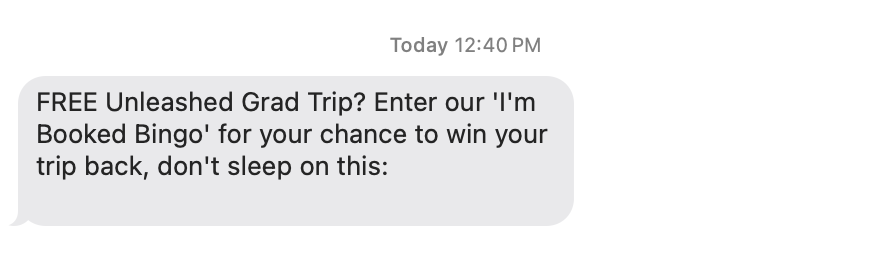 Today 12:40 PM
FREE Unleashed Grad Trip? Enter our 'I'm
Booked Bingo' for your chance to win your
trip back, don't sleep on this: